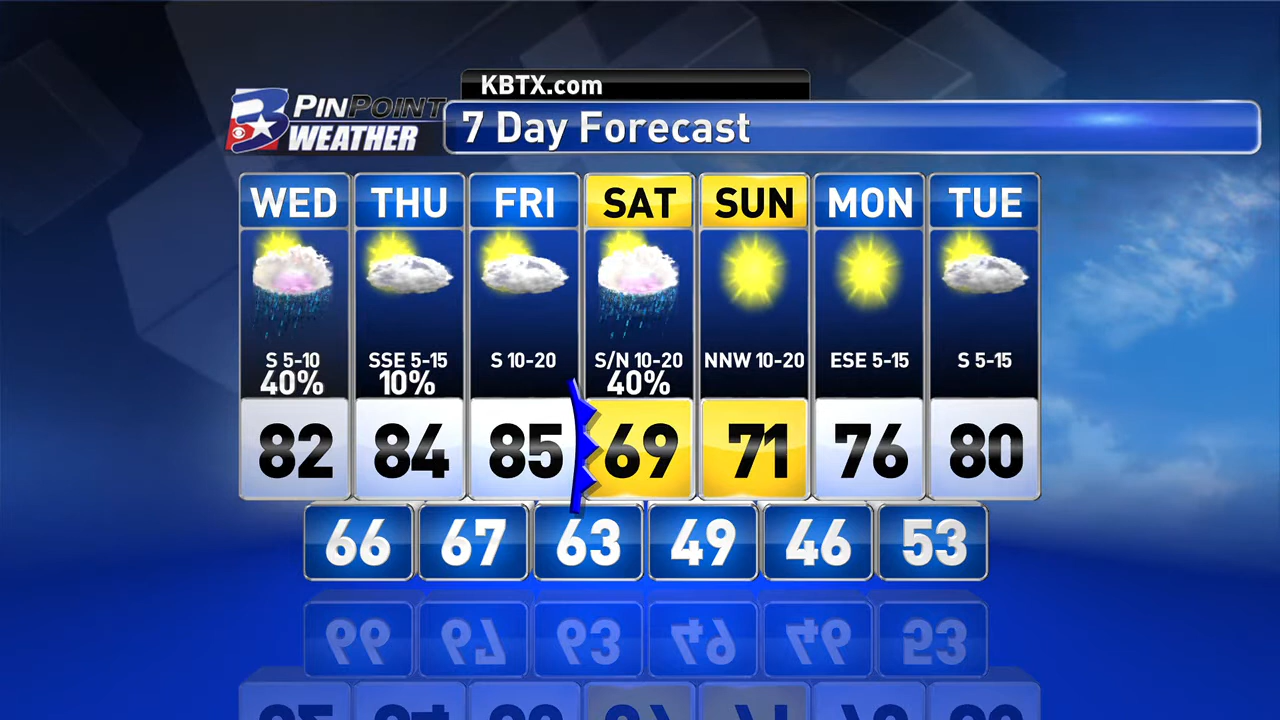 KBTX.com
3 PINPOINT
WEATHER
7 Day Forecast
WED THU FRI SAT SUN MON TUE
S 5-10 SSE 5-15 S 10-20 S/N 10-20 NNW 10-20 ESE 5-15 S 5-15
40% 10% 40%
82 84 85 69 71 76 80
66 67 63 49 46 53